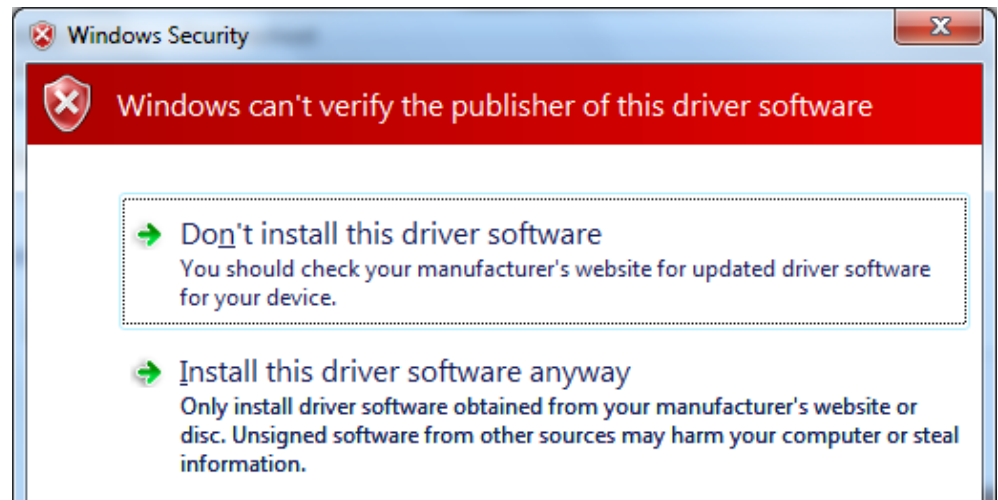 Windows Security
Windows can't verify the publisher of this driver software
Don't install this driver software
You should check your manufacturer's website for updated driver software
for your device.
Install this driver software anyway
Only install driver software obtained from your manufacturer's website or
disc. Unsigned software from other sources may harm your computer or steal
information.